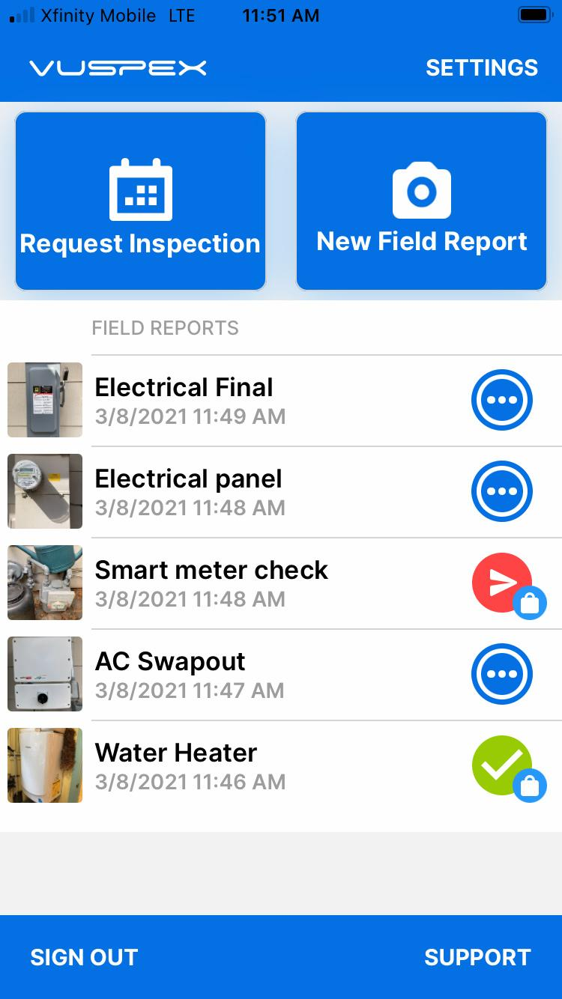 Xfinity Mobile LTE 11:51 AM
VUSPEX SETTINGS
Request Inspection
New Field Report
FIELD REPORTS
Electrical Final
3/8/2021 11:49 AM
Electrical panel
3/8/2021 11:48 AM
Smart meter check
3/8/2021 11:48 AM
AC Swapout
3/8/2021 11:47 AM
Water Heater
3/8/2021 11:46 AM
SIGN OUT SUPPORT